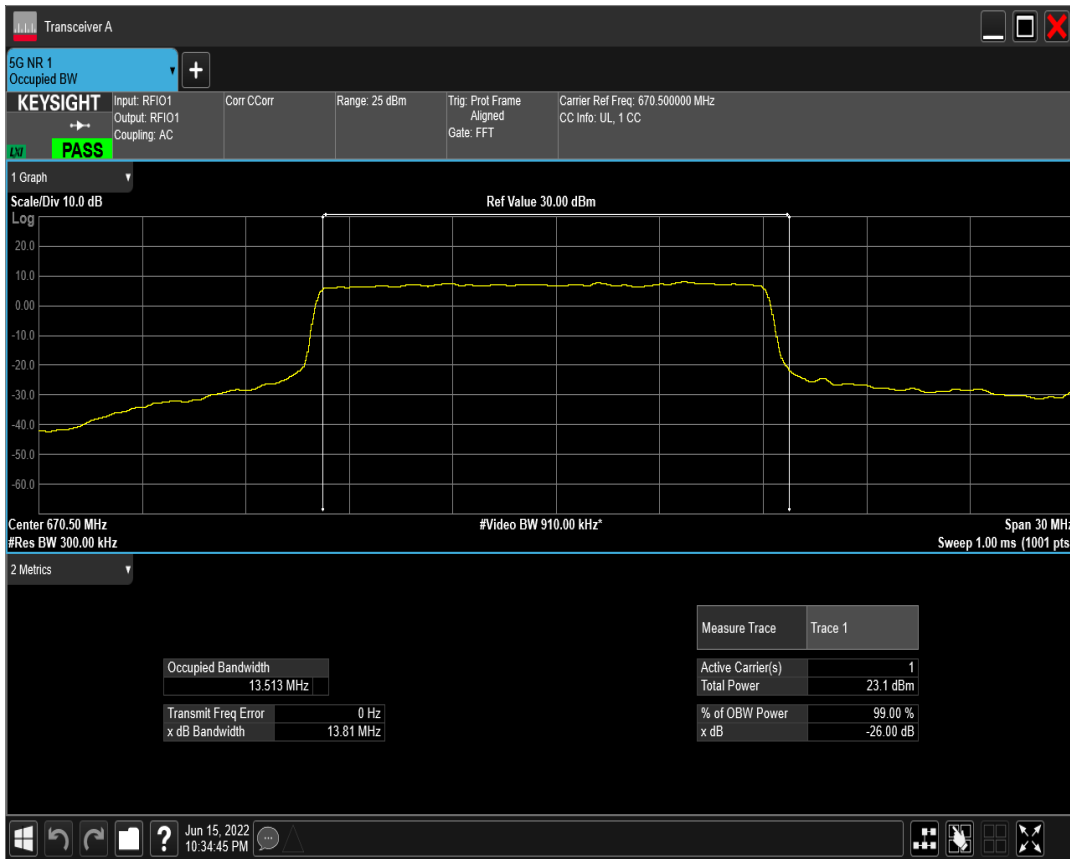 Transceiver A
5G NR 1
Occupied BW
KEYSIGHT
LXI
PASS
Input: RFIO1
Output: RFIO1
Coupling: AC
Corr CCorr
Range: 25 dBm
Trig: Prot Frame
Aligned
Gate: FFT
Carrier Ref Freq: 670.500000 MHz
CC Info: UL, 1 CC
1 Graph
Scale/Div 10.0 dB
Ref Value 30.00 dBm
Log
20.0
10.0
0.00
-10.0
-20.0
-30.0
-40.0
-50.0
-60.0
Center 670.50 MHz
#Video BW 910.00 kHz*
Span 30 MHz
#Res BW 300.00 kHz
Sweep 1.00 ms (1001 pts
2 Metrics
Measure Trace Trace 1
Occupied Bandwidth
13.513 MHz
Active Carrier(s) 1
Total Power 23.1 dBm
Transmit Freq Error 0 Hz
x dB Bandwidth 13.81 MHz
% of OBW Power 99.00 %
x dB -26.00 dB
?
Jun 15, 2022
10:34:45 PM